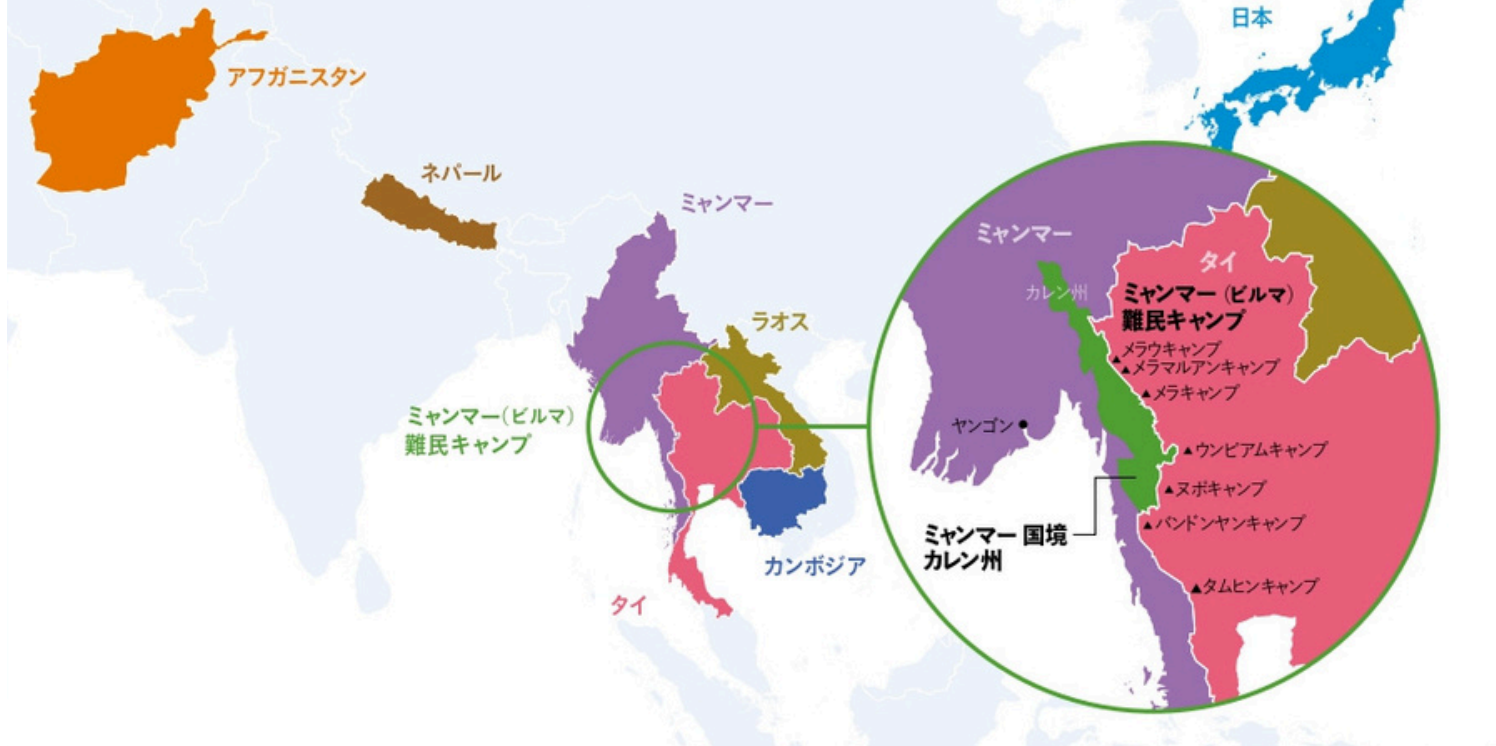 日本
アフガニスタン
ネパール
ミャンマー
ラオス
ミャンマー(ビルマ)
難民キャンプ
カンボジア
タイ
ミャンマー
カレン州
タイ
ミャンマー(ビルマ)
難民キャンプ
メラウキャンプ
メラマルアンキャンプ
メラキャンプ
ヤンゴン
ウンピアムキャンプ
ヌポキャンプ
バンドンヤンキャンプ
ミャンマー 国境
カレン州
タムヒンキャンプ